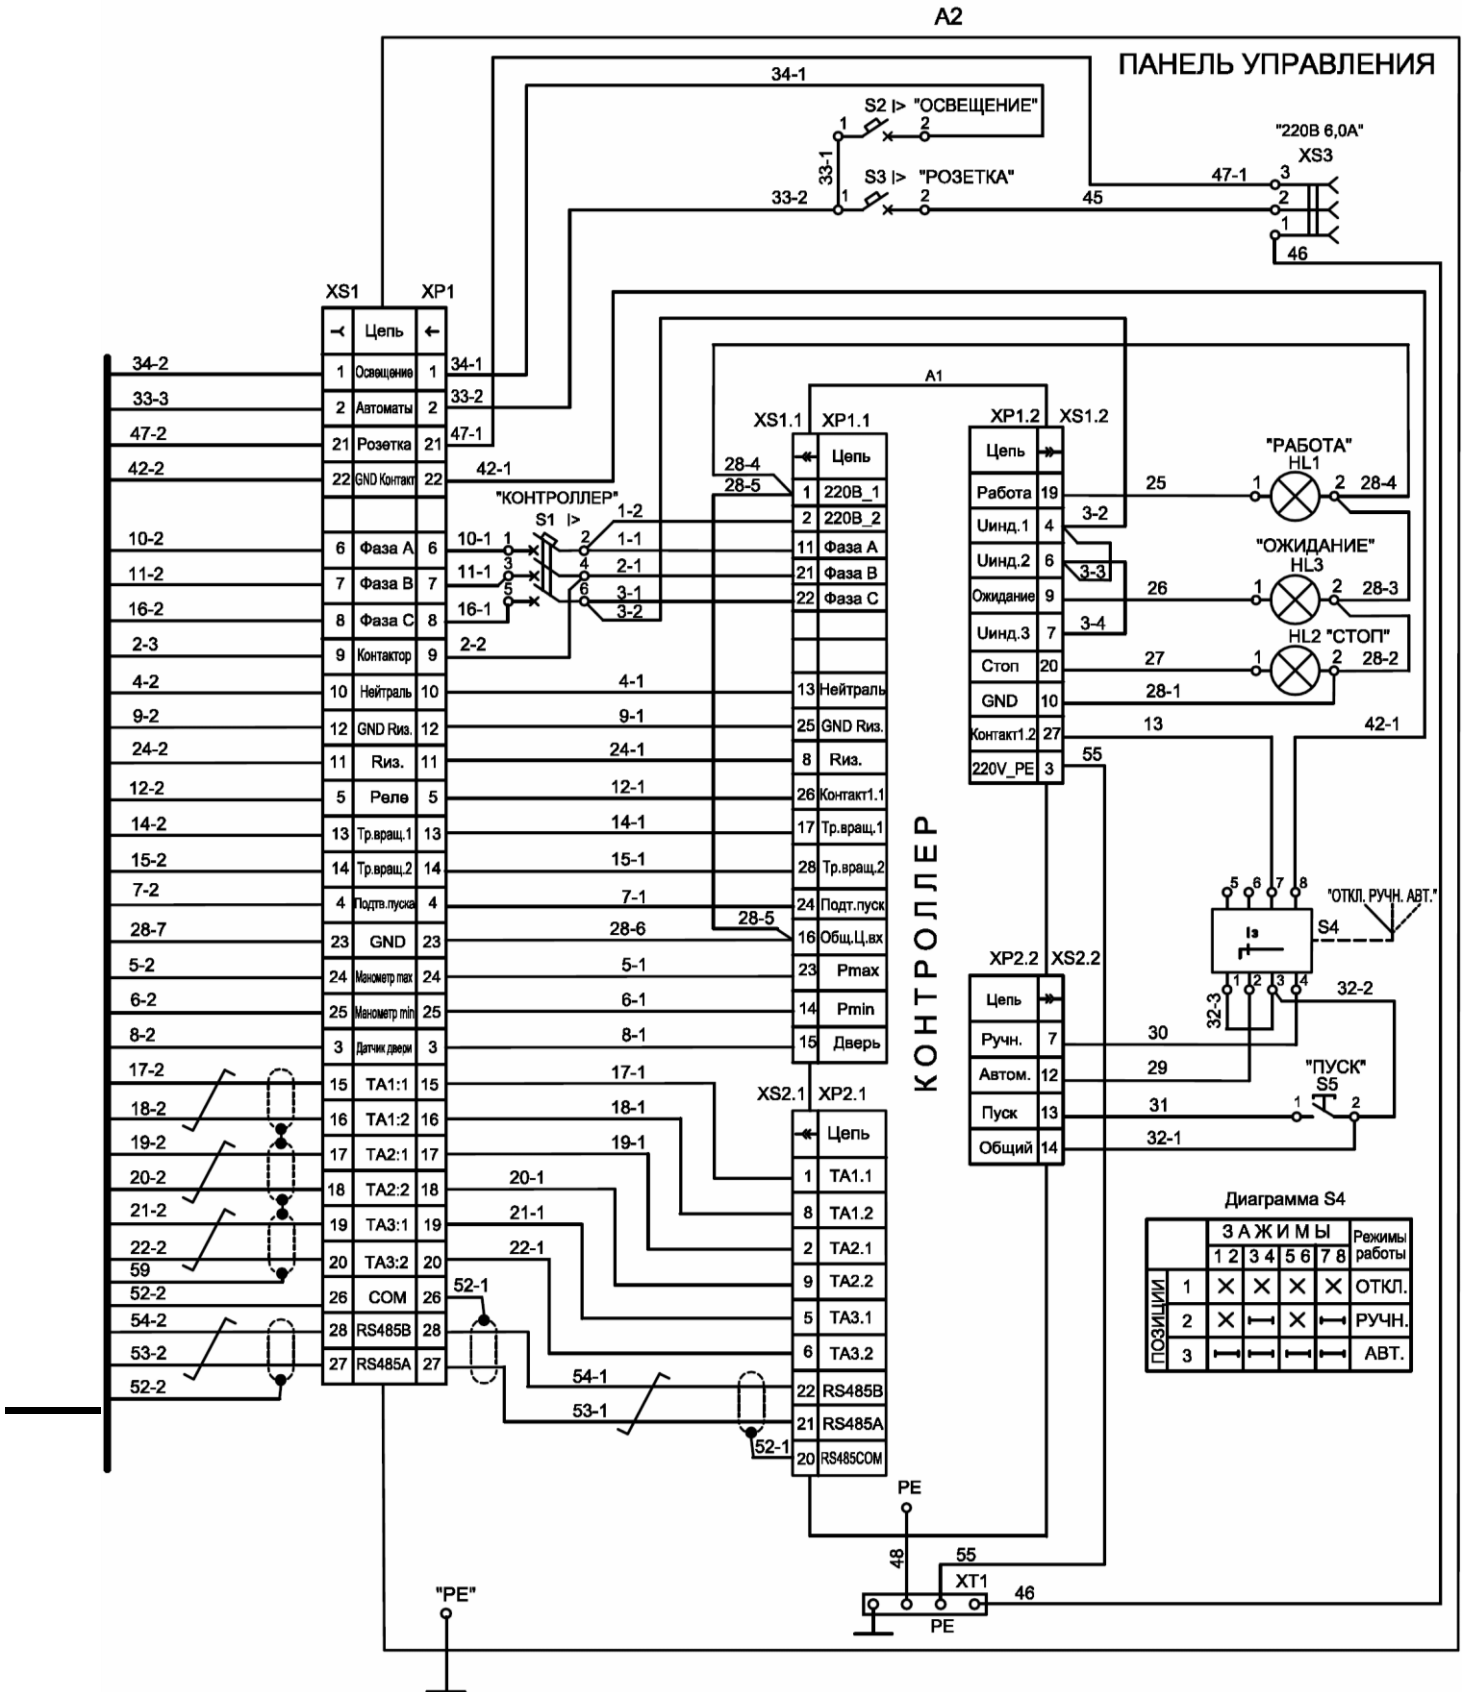 A2
ПАНЕЛЬ УПРАВЛЕНИЯ
34-1
S2 I> "ОСВЕЩЕНИЕ"
1 2
33-1
"220В 6,0А"
XS3
S3 I> "РОЗЕТКА"
33-2 1 2 45
47-1 3
2
1
46
XS1 XP1
Цепь
34-2 1 Освещение 1 34-1
33-3 2 Автоматы 2 33-2
47-2 21 Розетка 21 47-1
42-2 22 GND Контакт 22 42-1
10-2 6 Фаза А 6 10-1
11-2 7 Фаза В 7 11-1
16-2 8 Фаза С 8 16-1
2-3 9 Контактор 9 2-2
4-2 10 Нейтраль 10 4-1
9-2 12 GND Rиз. 12 9-1
24-2 11 Rиз. 11 24-1
12-2 5 Реле 5 12-1
14-2 13 Тр.вращ.1 13 14-1
15-2 14 Тр.вращ.2 14 15-1
7-2 4 Подтв.пуска 4 7-1
28-7 23 GND 23 28-6
5-2 24 Манометр max 24 5-1
6-2 25 Манометр min 25 6-1
8-2 3 Датчик двери 3 8-1
17-2 15 ТА1:1 15 17-1
18-2 16 ТА1:2 16 18-1
19-2 17 ТА2:1 17 19-1
20-2 18 ТА2:2 18 20-1
21-2 19 ТА3:1 19 21-1
22-2 20 ТА3:2 20 22-1
59
52-2 26 COM 26 52-1
54-2 28 RS485B 28 54-1
53-2 27 RS485A 27 53-1
52-2
"КОНТРОЛЛЕР"
S1 I>
1 2
3 4
5 6
1-2
1-1
2-1
3-1
3-2
A1
XS1.1 XP1.1
Цепь
28-4
28-5
1 220В_1
2 220В_2
11 Фаза А
21 Фаза В
22 Фаза С
13 Нейтраль
25 GND Rиз.
8 Rиз.
26 Контакт1.1
17 Тр.вращ.1
28 Тр.вращ.2
24 Подт.пуск
28-5
16 Общ.Ц.вх
23 Pmax
14 Pmin
15 Дверь
КОНТРОЛЛЕР
XS2.1 XP2.1
Цепь
1 ТА1.1
8 ТА1.2
2 ТА2.1
9 ТА2.2
5 ТА3.1
6 ТА3.2
22 RS485B
21 RS485A
52-1 20 RS485COM
XP1.2 XS1.2
Цепь
Работа 19 25
Uинд.1 4 3-2
Uинд.2 6 3-3
Ожидание 9 26
Uинд.3 7 3-4
Стоп 20 27
GND 10 28-1
Контакт1.2 27 13 42-1
220V_PE 3 55
"РАБОТА"
HL1
1 2 28-4
"ОЖИДАНИЕ"
HL3
1 2 28-3
HL2 "СТОП"
1 2 28-2
5 6 7 8
"ОТКЛ. РУЧН. АВТ."
Iз
S4
1 2 3 4
32-3
32-2
XP2.2 XS2.2
Цепь
Ручн. 7 30
Автом. 12 29
Пуск 13 31
Общий 14 32-1
"ПУСК"
S5
1 2
Диаграмма S4
ЗАЖИМЫ Режимы работы
1 2 3 4 5 6 7 8
ПОЗИЦИИ
1 ОТКЛ.
2 РУЧН.
3 АВТ.
PE
48
55
XT1
46
PE
"PE"